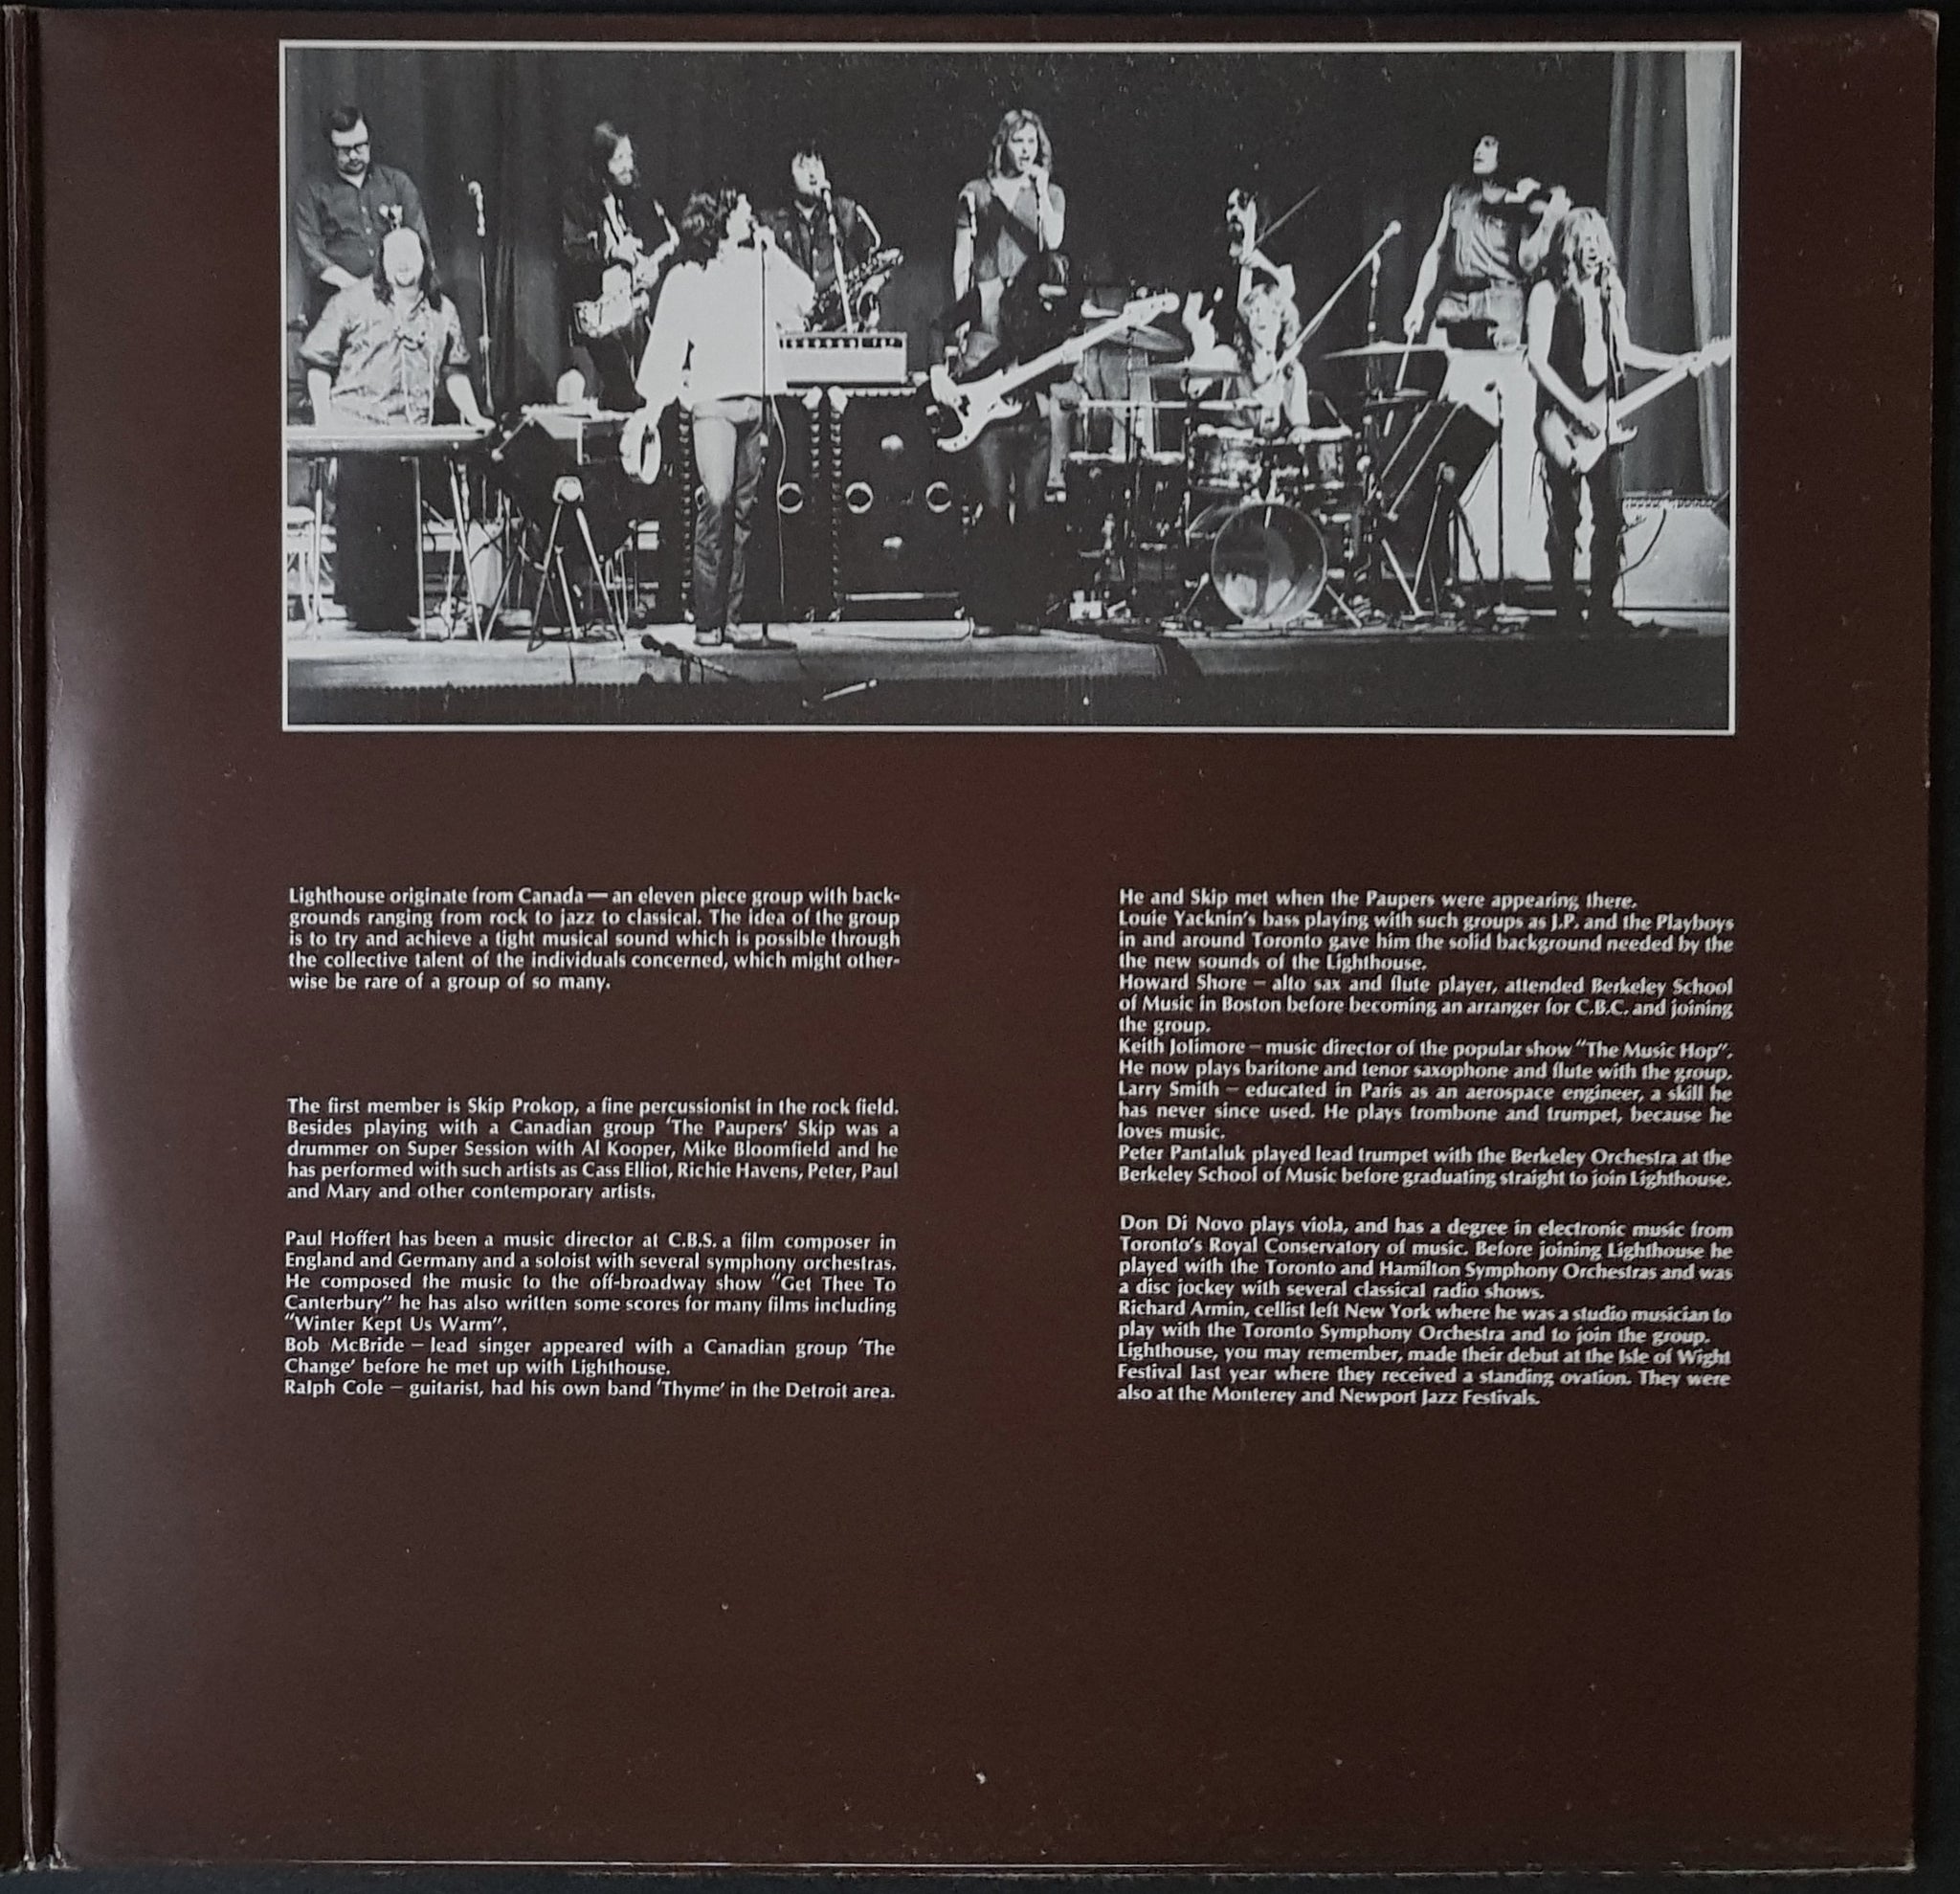 Lighthouse originate from Canada — an eleven piece group with back-
grounds ranging from rock to jazz to classical. The idea of the group
is to try and achieve a tight musical sound which is possible through
the collective talent of the individuals concerned, which might other-
wise be rare of a group of so many.
The first member is Skip Prokop, a fine percussionist in the rock field.
Besides playing with a Canadian group 'The Paupers' Skip was a
drummer on Super Session with Al Kooper, Mike Bloomfield and he
has performed with such artists as Cass Elliot, Richie Havens, Peter, Paul
and Mary and other contemporary artists.
Paul Hoffert has been a music director at C.B.S. a film composer in
England and Germany and a soloist with several symphony orchestras.
He composed the music to the off-broadway show "Get Thee To
Canterbury" he has also written some scores for many films including
"Winter Kept Us Warm".
Bob McBride – lead singer appeared with a Canadian group 'The
Change' before he met up with Lighthouse.
Ralph Cole – guitarist, had his own band 'Thyme' in the Detroit area.
He and Skip met when the Paupers were appearing there.
Louie Yacknin's bass playing with such groups as J.P. and the Playboys
in and around Toronto gave him the solid background needed by the
the new sounds of the Lighthouse.
Howard Shore – alto sax and flute player, attended Berkeley School
of Music in Boston before becoming an arranger for C.B.C. and joining
the group.
Keith Jolimore – music director of the popular show "The Music Hop".
He now plays baritone and tenor saxophone and flute with the group.
Larry Smith – educated in Paris as an aerospace engineer, a skill he
has never since used. He plays trombone and trumpet, because he
loves music.
Peter Pantaluk played lead trumpet with the Berkeley Orchestra at the
Berkeley School of Music before graduating straight to join Lighthouse.
Don Di Novo plays viola, and has a degree in electronic music from
Toronto's Royal Conservatory of music. Before joining Lighthouse he
played with the Toronto and Hamilton Symphony Orchestras and was
a disc jockey with several classical radio shows.
Richard Armin, cellist left New York where he was a studio musician to
play with the Toronto Symphony Orchestra and to join the group.
Lighthouse, you may remember, made their debut at the Isle of Wight
Festival last year where they received a standing ovation. They were
also at the Monterey and Newport Jazz Festivals.